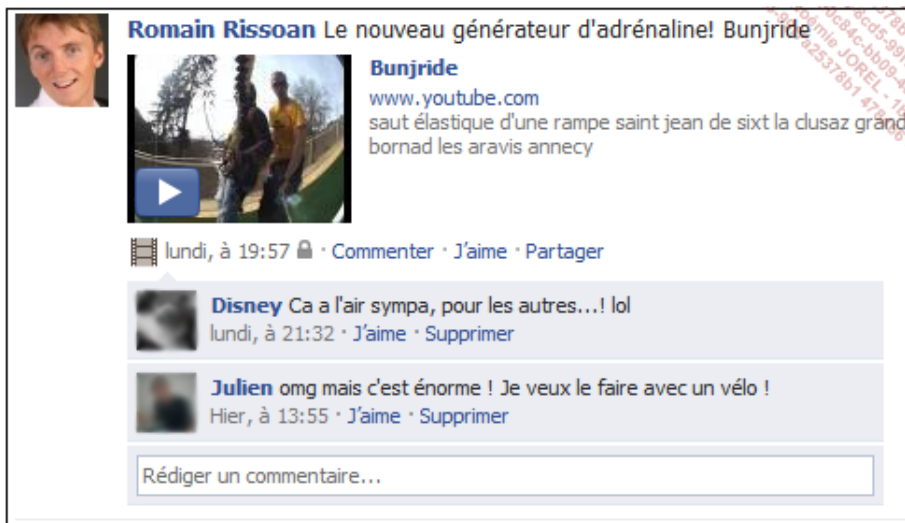 Romain Rissoan Le nouveau générateur d'adrénaline! Bunjride
Bunjride
www.youtube.com
saut élastique d'une rampe saint jean de sixt la clusaz grand
bornad les aravis annecy
lundi, à 19:57 · Commenter · J'aime · Partager
Disney Ca a l'air sympa, pour les autres...! lol
lundi, à 21:32 · J'aime · Supprimer
Julien omg mais c'est énorme ! Je veux le faire avec un vélo !
Hier, à 13:55 · J'aime · Supprimer
Rédiger un commentaire...